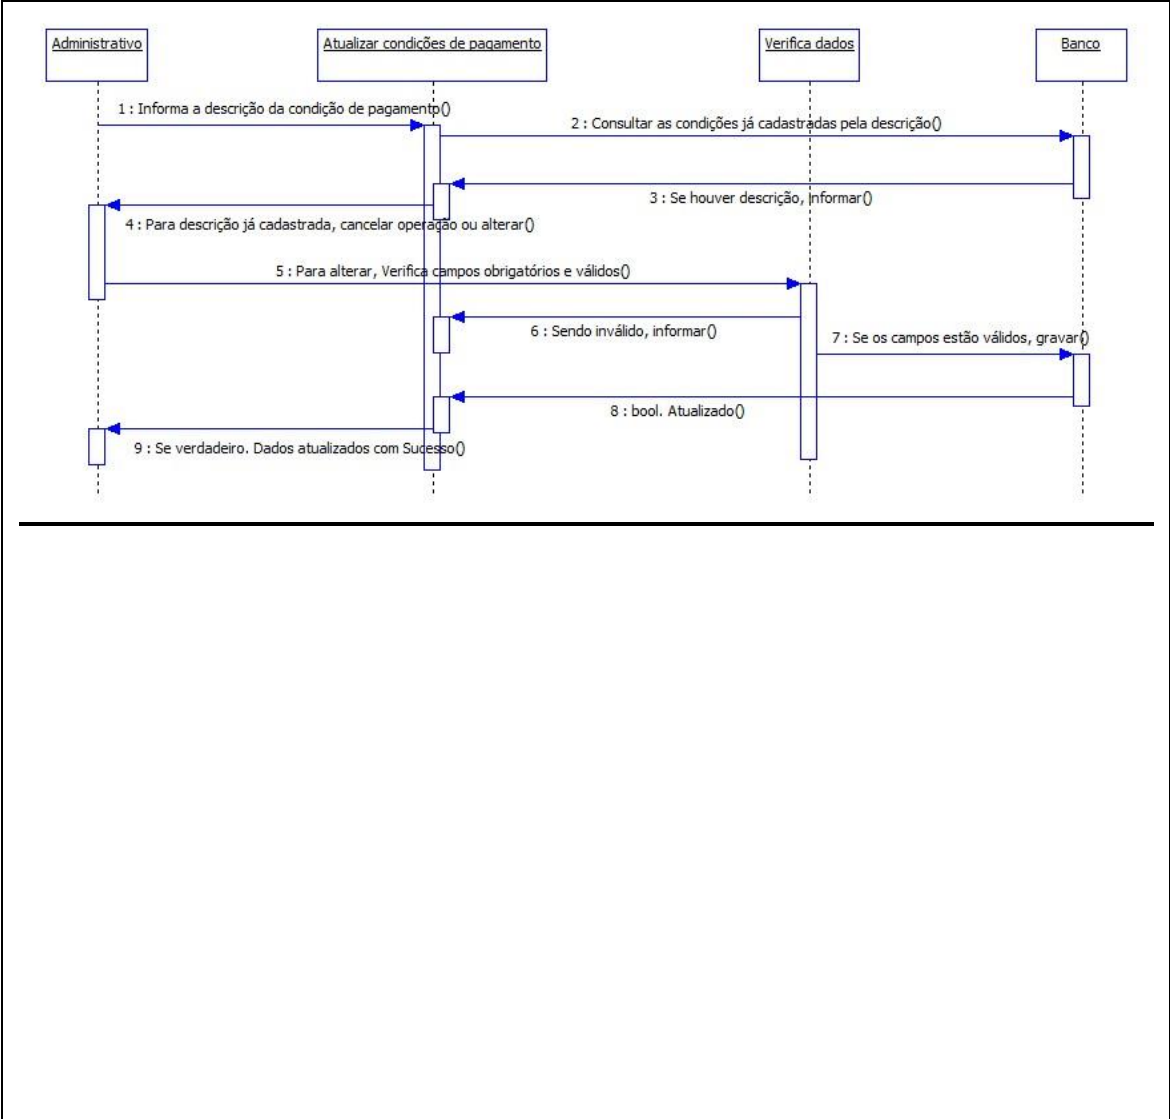 Administrativo
Atualizar condições de pagamento
Verifica dados
Banco
1 : Informa a descrição da condição de pagamento()
2 : Consultar as condições já cadastradas pela descrição()
3 : Se houver descrição, informar()
4 : Para descrição já cadastrada, cancelar operação ou alterar()
5 : Para alterar, Verifica campos obrigatórios e válidos()
6 : Sendo inválido, informar()
7 : Se os campos estão válidos, gravar()
8 : bool. Atualizado()
9 : Se verdadeiro. Dados atualizados com Sucesso()